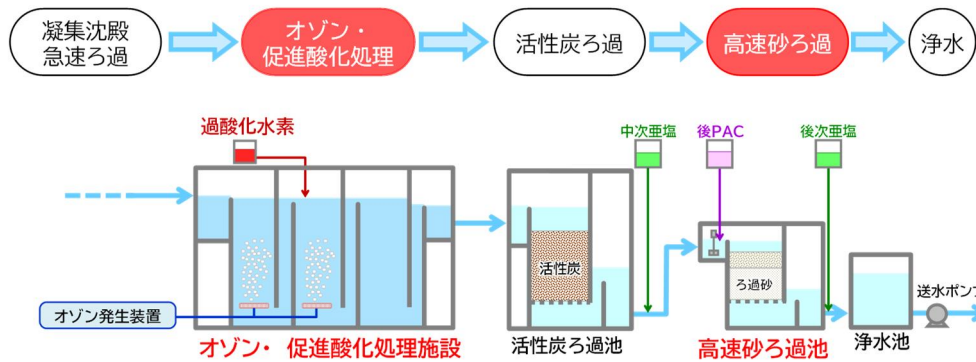 凝集沈殿
急速ろ過
オゾン・
促進酸化処理
活性炭ろ過
高速砂ろ過
浄水
過酸化水素
中次亜塩
後PAC
後次亜塩
活性炭
ろ過砂
オゾン発生装置
送水ポンプ
オゾン・ 促進酸化処理施設
活性炭ろ過池
高速砂ろ過池
浄水池